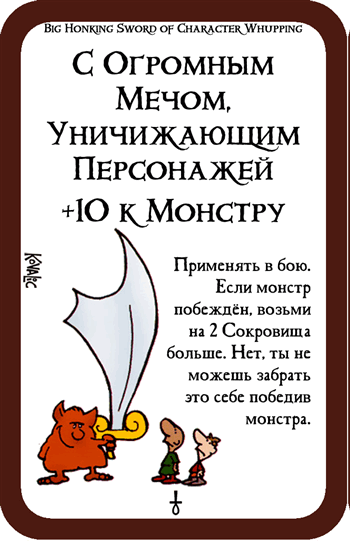 Big Honking Sword of Character Whupping
С Огромным
Мечом,
Уничижающим
Персонажей
+10 к Монстру
Kovalic
Применять в бою.
Если монстр
побеждён, возьми
на 2 Сокровища
больше. Нет, ты не
можешь забрать
это себе победив
монстра.